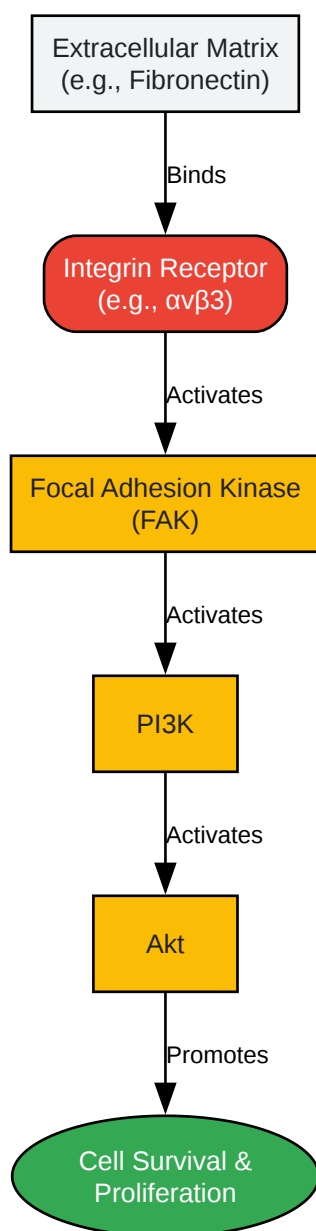 Extracellular Matrix
(e.g., Fibronectin)
Binds
Integrin Receptor
(e.g., αvβ3)
Activates
Focal Adhesion Kinase
(FAK)
Activates
PI3K
Activates
Akt
Promotes
Cell Survival &
Proliferation